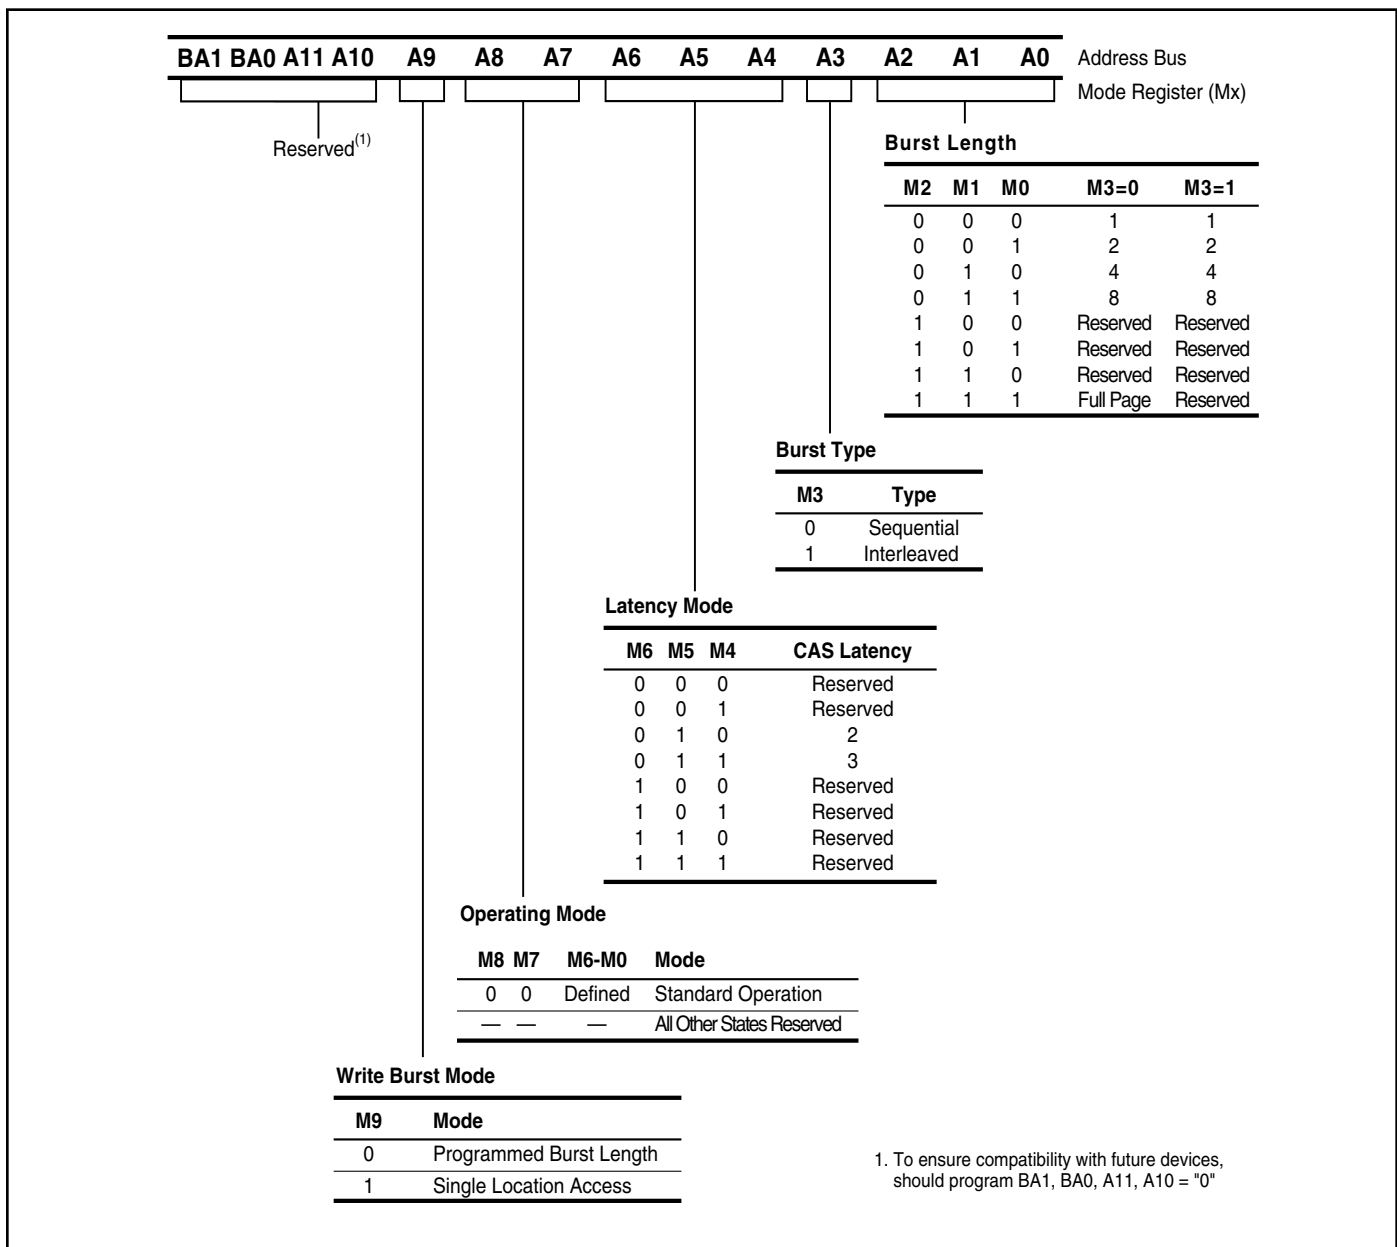 BA1 BA0 A11 A10 A9 A8 A7 A6 A5 A4 A3 A2 A1 A0 Address Bus
Mode Register (Mx)
Reserved(1)
Burst Length
M2 M1 M0 M3=0 M3=1
0 0 0 1 1
0 0 1 2 2
0 1 0 4 4
0 1 1 8 8
1 0 0 Reserved Reserved
1 0 1 Reserved Reserved
1 1 0 Reserved Reserved
1 1 1 Full Page Reserved
Burst Type
M3 Type
0 Sequential
1 Interleaved
Latency Mode
M6 M5 M4 CAS Latency
0 0 0 Reserved
0 0 1 Reserved
0 1 0 2
0 1 1 3
1 0 0 Reserved
1 0 1 Reserved
1 1 0 Reserved
1 1 1 Reserved
Operating Mode
M8 M7 M6-M0 Mode
0 0 Defined Standard Operation
— — — All Other States Reserved
Write Burst Mode
M9 Mode
0 Programmed Burst Length
1 Single Location Access
1. To ensure compatibility with future devices,
should program BA1, BA0, A11, A10 = "0"